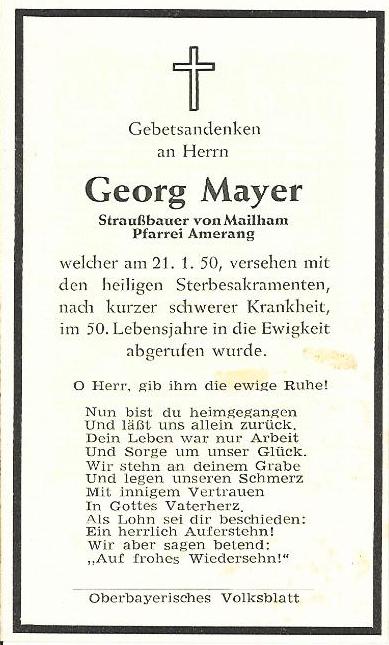 Gebetsandenken
an Herrn
Georg Mayer
Straußbauer von Mailham
Pfarrei Amerang
welcher am 21. 1. 50, versehen mit
den heiligen Sterbesakramenten,
nach kurzer schwerer Krankheit,
im 50. Lebensjahre in die Ewigkeit
abgerufen wurde.
O Herr, gib ihm die ewige Ruhe!
Nun bist du heimgegangen
Und läßt uns allein zurück.
Dein Leben war nur Arbeit
Und Sorge um unser Glück.
Wir stehn an deinem Grabe
Und legen unseren Schmerz
Mit innigem Vertrauen
In Gottes Vaterherz.
Als Lohn sei dir beschieden:
Ein herrlich Auferstehn!
Wir aber sagen betend:
„Auf frohes Wiedersehn!“
Oberbayerisches Volksblatt